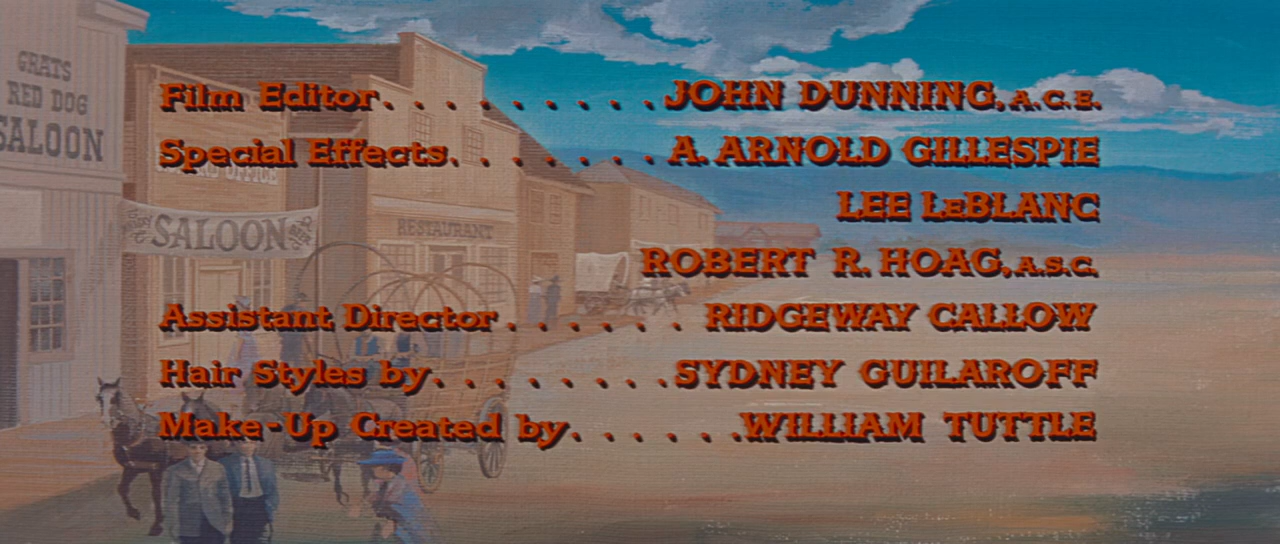 GRATS
RED DOG
SALOON
Film Editor. . . . . . . . . JOHN DUNNING, A.C.E.
Special Effects. . . . . . . A. ARNOLD GILLESPIE
LEE LeBLANC
ROBERT R. HOAG, A.S.C.
OFFICE
SALOON
RESTAURANT
Assistant Director. . . . . . RIDGEWAY CALLOW
Hair Styles by. . . . . . . . SYDNEY GUILAROFF
Make-Up Created by. . . . . . WILLIAM TUTTLE